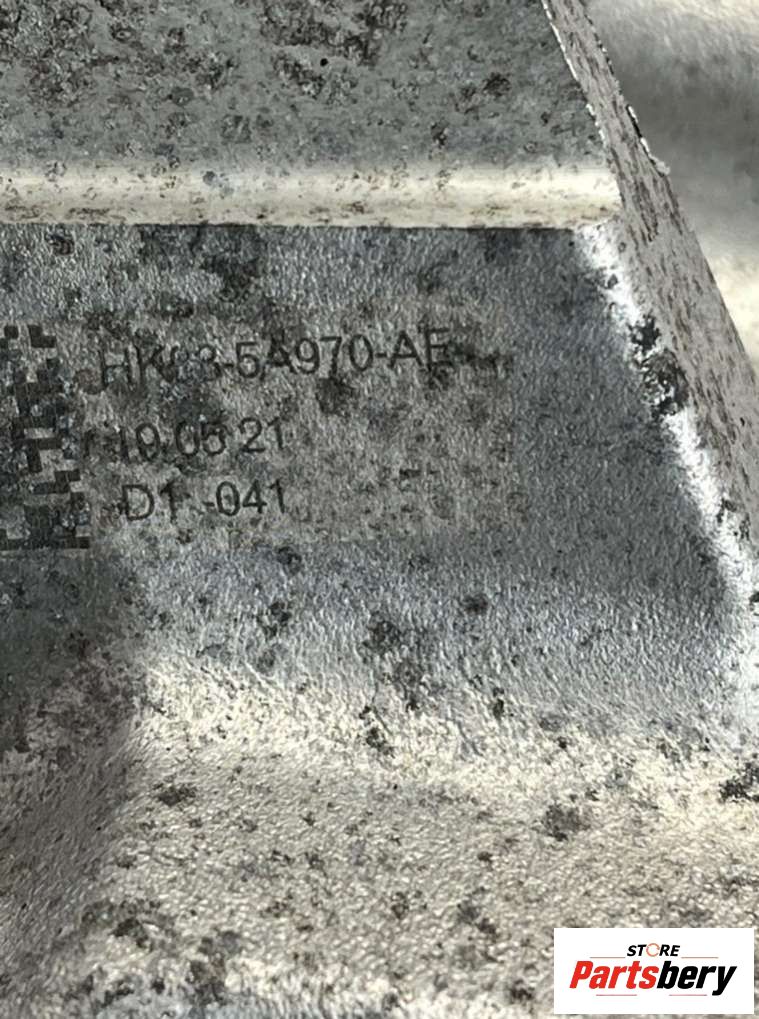 HK83-5A970-AE
19.05.21
D1 -041
STORE
Partsbery